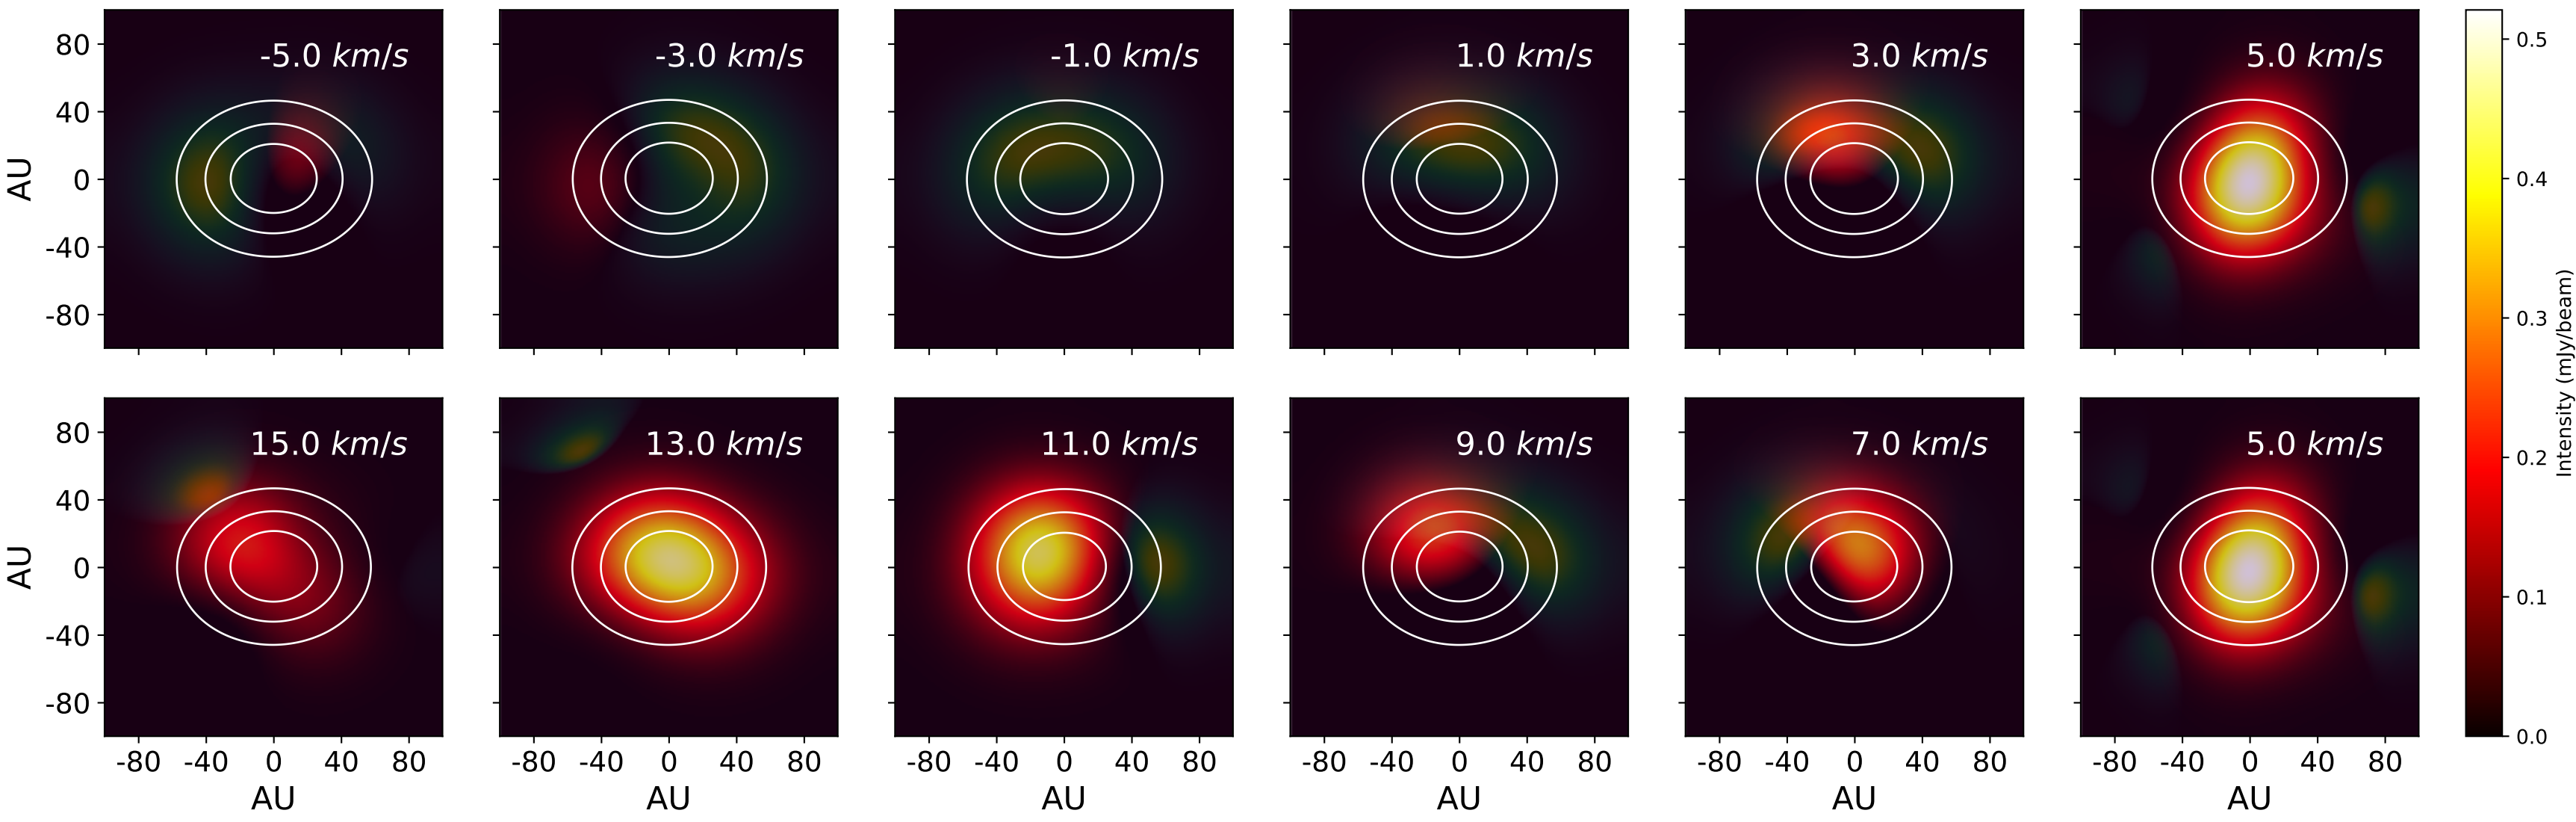 -5.0 km/s
-3.0 km/s
-1.0 km/s
1.0 km/s
3.0 km/s
5.0 km/s
80
40
0
-40
-80
AU
15.0 km/s
13.0 km/s
11.0 km/s
9.0 km/s
7.0 km/s
5.0 km/s
80
40
0
-40
-80
AU
-80 -40 0 40 80
-80 -40 0 40 80
-80 -40 0 40 80
-80 -40 0 40 80
-80 -40 0 40 80
-80 -40 0 40 80
AU
AU
AU
AU
AU
AU
0.5
0.4
0.3
0.2
0.1
0.0
Intensity (mJy/beam)